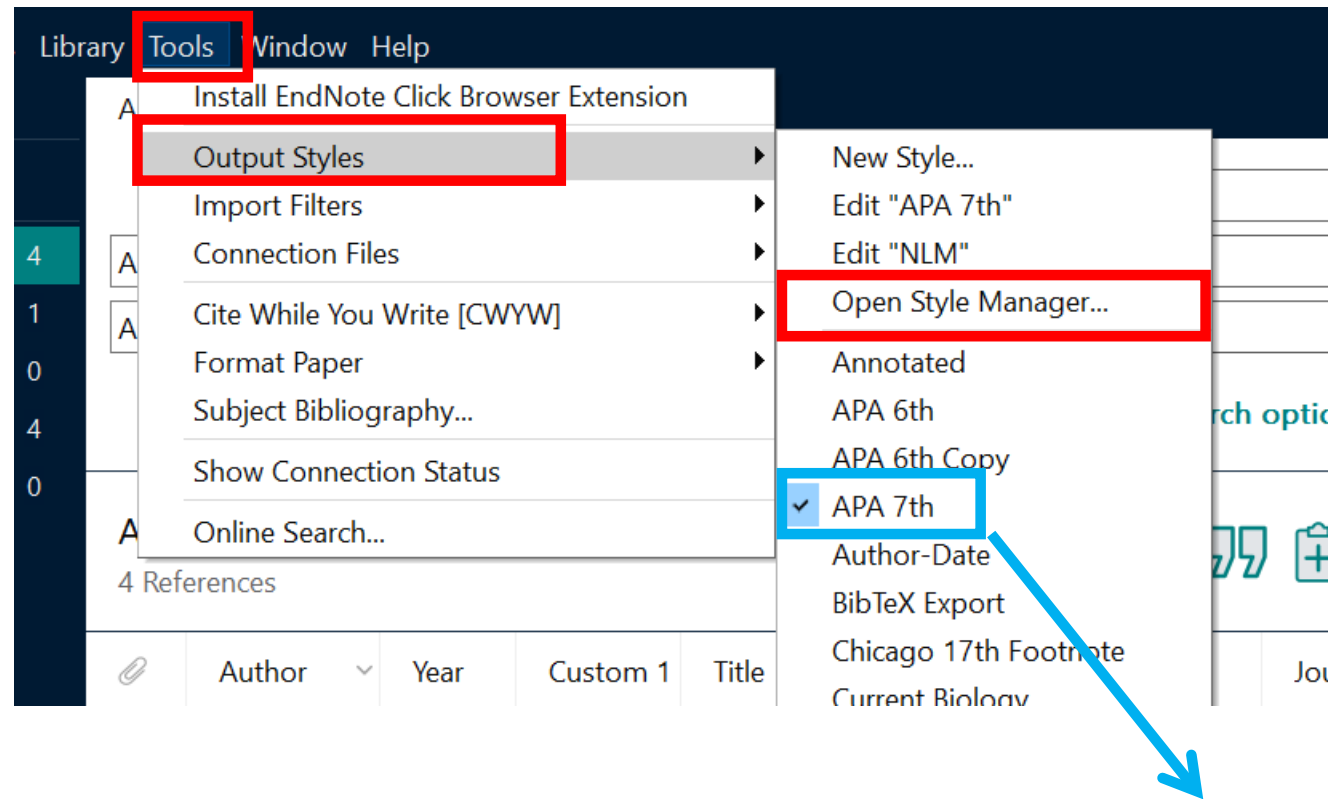 Library Tools Window Help
Install EndNote Click Browser Extension
Output Styles
Import Filters
Connection Files
Cite While You Write [CWYW]
Format Paper
Subject Bibliography...
Show Connection Status
Online Search...
New Style...
Edit "APA 7th"
Edit "NLM"
Open Style Manager...
Annotated
APA 6th
APA 6th Copy
APA 7th
Author-Date
BibTeX Export
Chicago 17th Footnote
Current Biology
4
1
0
4
0
A
A
A
A
4 References
Author Year Custom 1 Title